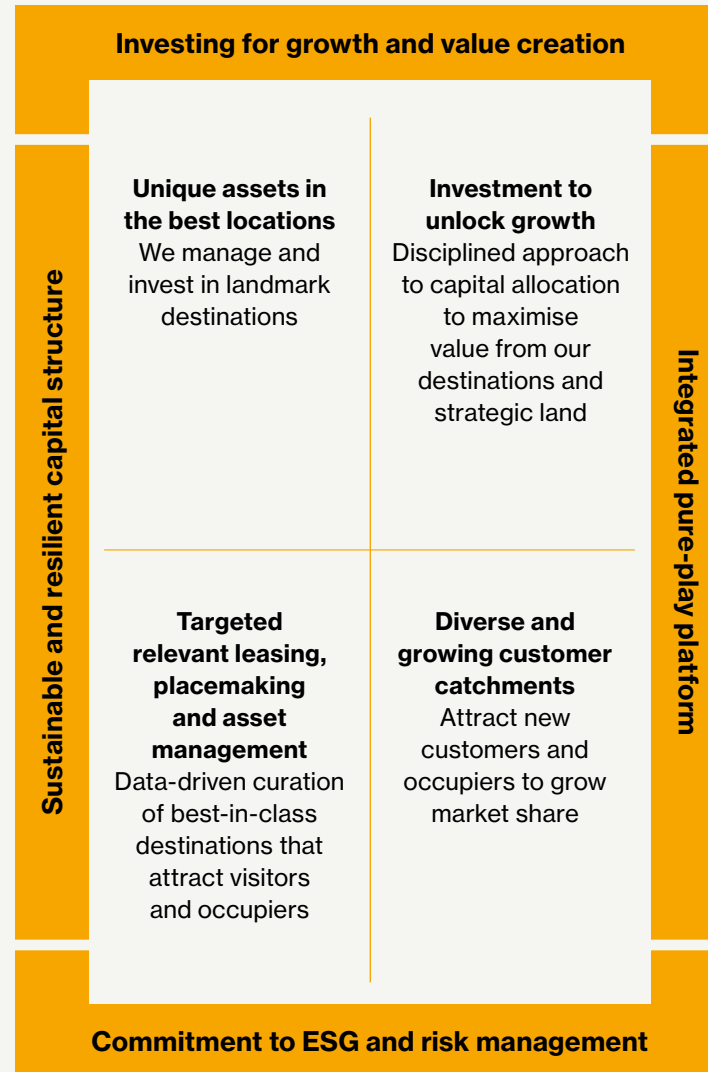 Investing for growth and value creation
Sustainable and resilient capital structure
Unique assets in
the best locations
We manage and
invest in landmark
destinations
Investment to
unlock growth
Disciplined approach
to capital allocation
to maximise
value from our
destinations and
strategic land
Targeted
relevant leasing,
placemaking
and asset
management
Data-driven curation
of best-in-class
destinations that
attract visitors
and occupiers
Diverse and
growing customer
catchments
Attract new
customers and
occupiers to grow
market share
Integrated pure-play platform
Commitment to ESG and risk management